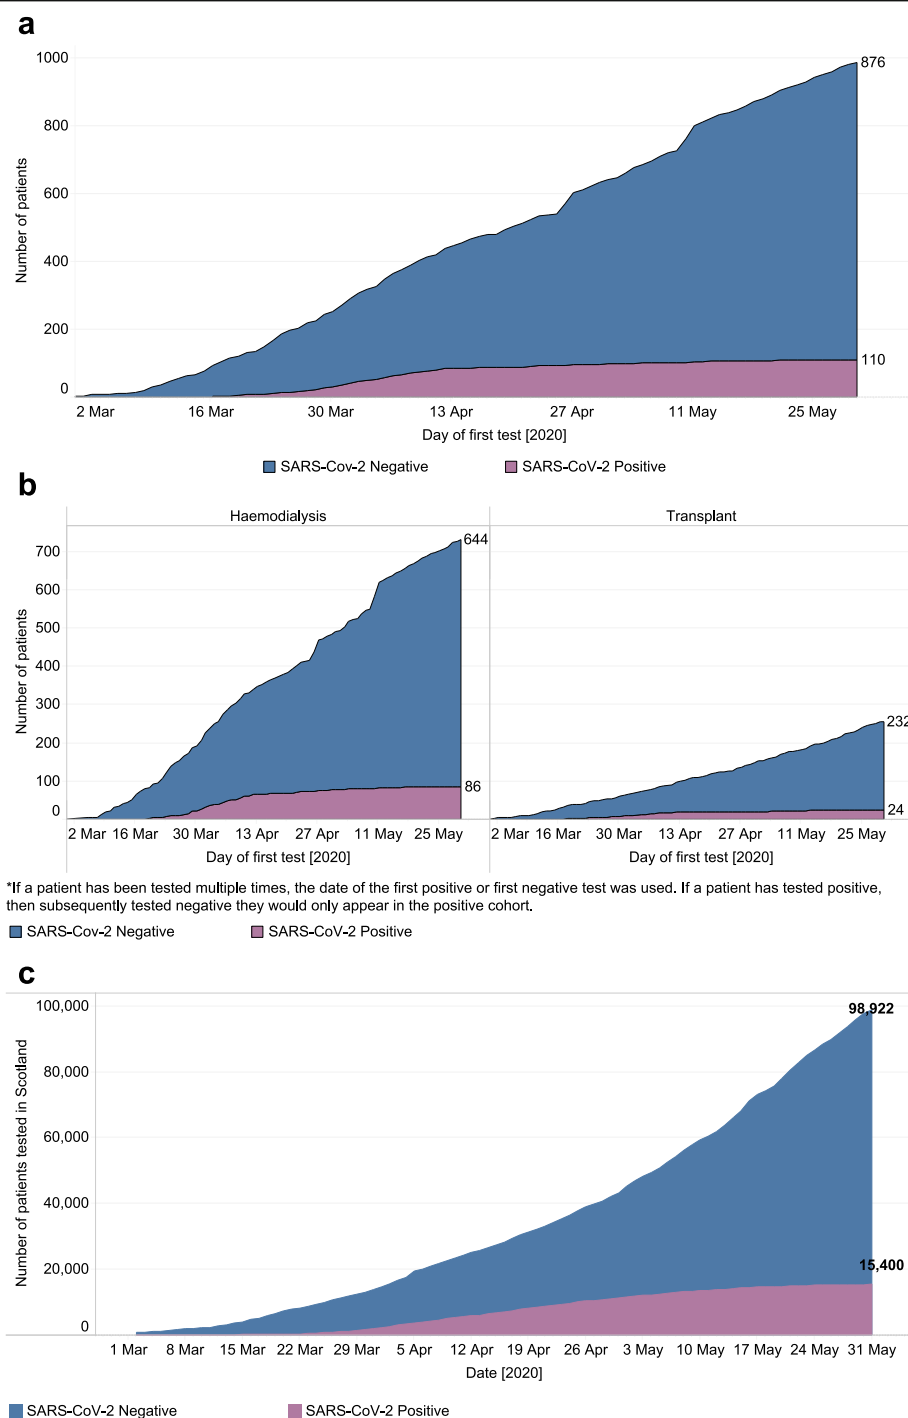 a
1000
876
800
600
400
200
110
0
Number of patients
2 Mar 16 Mar 30 Mar 13 Apr 27 Apr 11 May 25 May
Day of first test [2020]
SARS-Cov-2 Negative SARS-CoV-2 Positive
b
Haemodialysis Transplant
700
644
600
500
400
300
200
232
100
86
24
0
Number of patients
2 Mar 16 Mar 30 Mar 13 Apr 27 Apr 11 May 25 May 2 Mar 16 Mar 30 Mar 13 Apr 27 Apr 11 May 25 May
Day of first test [2020] Day of first test [2020]
*If a patient has been tested multiple times, the date of the first positive or first negative test was used. If a patient has tested positive,
then subsequently tested negative they would only appear in the positive cohort.
SARS-Cov-2 Negative SARS-CoV-2 Positive
c
100,000
98,922
80,000
60,000
40,000
20,000
15,400
0
Number of patients tested in Scotland
1 Mar 8 Mar 15 Mar 22 Mar 29 Mar 5 Apr 12 Apr 19 Apr 26 Apr 3 May 10 May 17 May 24 May 31 May
Date [2020]
SARS-CoV-2 Negative SARS-CoV-2 Positive